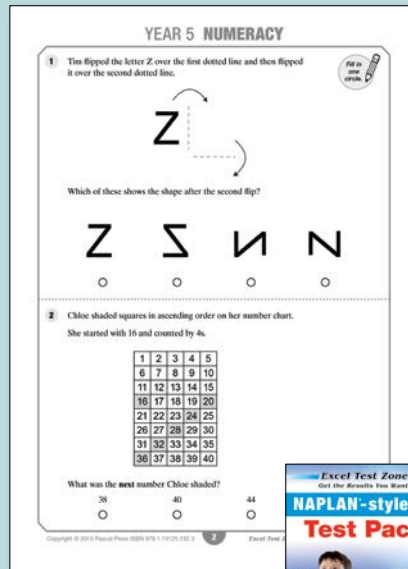 YEAR 5 NUMERACY
1 Tim flipped the letter Z over the first dotted line and then flipped
it over the second dotted line.
Fill in
one
circle.
Z
Which of these shows the shape after the second flip?
Z
N
2 Chloe shaded squares in ascending order on her number chart.
She started with 16 and counted by 4s.
1 2 3 4 5
6 7 8 9 10
11 12 13 14 15
16 17 18 19 20
21 22 23 24 25
26 27 28 29 30
31 32 33 34 35
36 37 38 39 40
What was the next number Chloe shaded?
38 40 44
2
Excel Test Zone
Get the Results You Want
NAPLAN-style
Test Pac